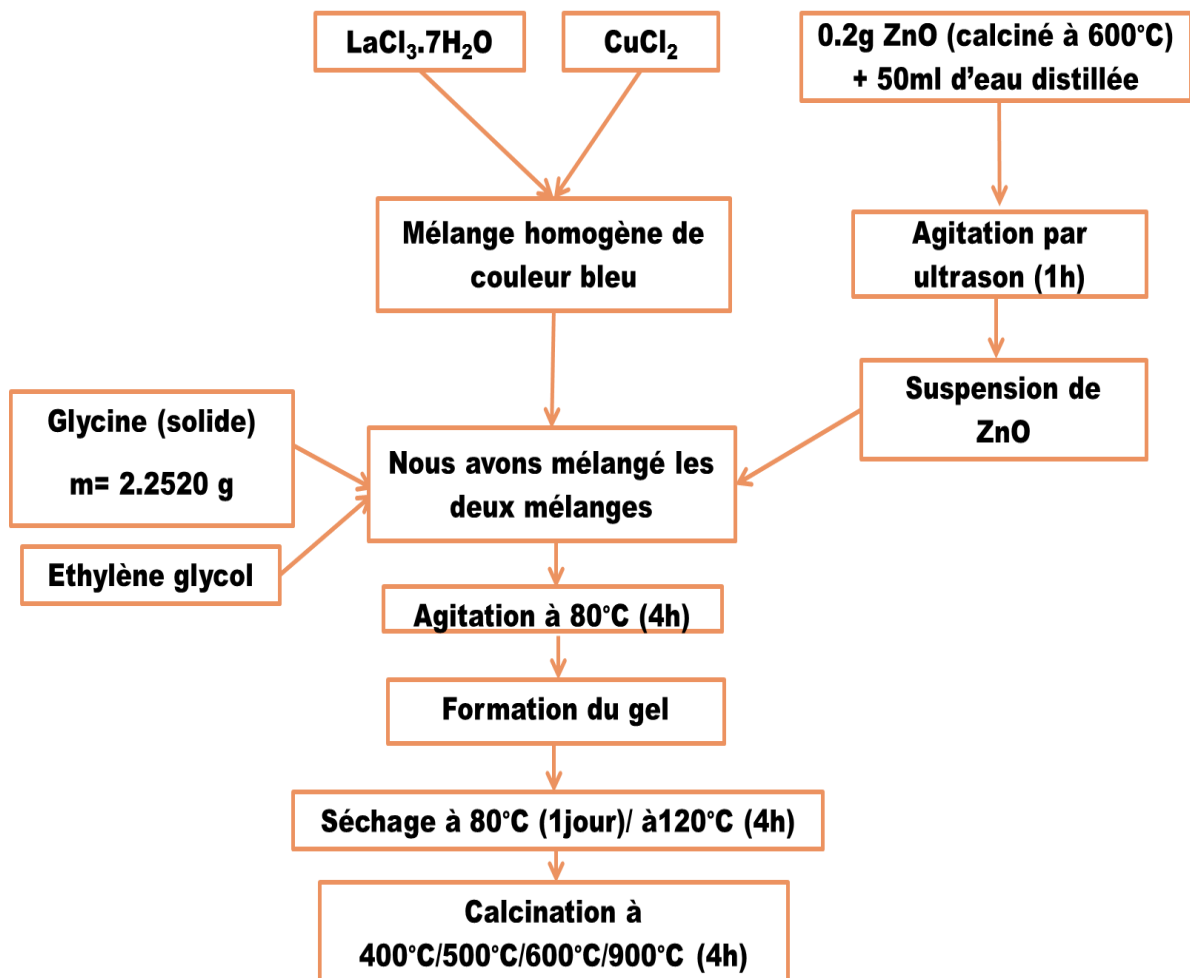 LaCl₃.7H₂O
CuCl₂
0.2g ZnO (calciné à 600°C)
+ 50ml d’eau distillée
Mélange homogène de
couleur bleu
Agitation par
ultrason (1h)
Suspension de
ZnO
Glycine (solide)
m= 2.2520 g
Ethylène glycol
Nous avons mélangé les
deux mélanges
Agitation à 80°C (4h)
Formation du gel
Séchage à 80°C (1jour)/ à120°C (4h)
Calcination à
400°C/500°C/600°C/900°C (4h)